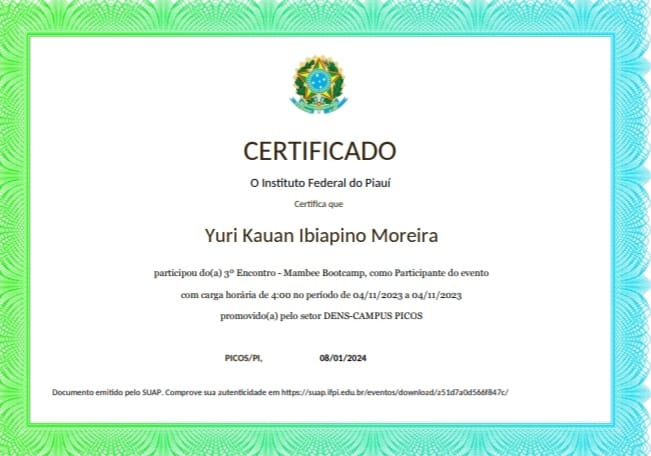 CERTIFICADO
O Instituto Federal do Piauí
Certifica que
Yuri Kauan Ibiapino Moreira
participou do(a) 3º Encontro - Mambee Bootcamp, como Participante do evento
com carga horária de 4:00 no período de 04/11/2023 a 04/11/2023
promovido(a) pelo setor DENS-CAMPUS PICOS
PICOS/PI, 08/01/2024
Documento emitido pelo SUAP. Comprove sua autenticidade em https://suap.ifpi.edu.br/eventos/download/a51d7a0d566f847c/